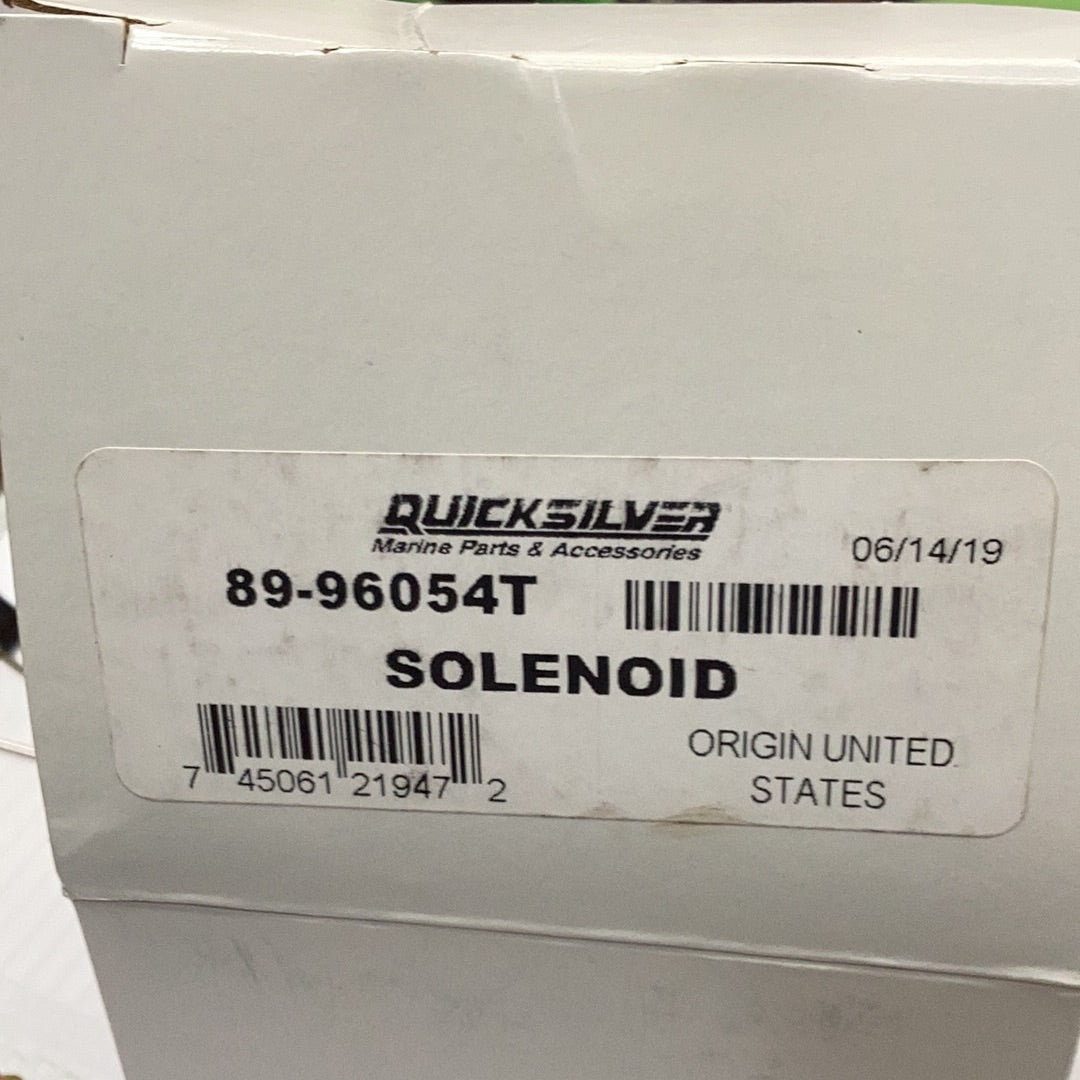 QUICKSILVER
Marine Parts & Accessories
06/14/19
89-96054T
SOLENOID
7 45061 21947 2
ORIGIN UNITED
STATES